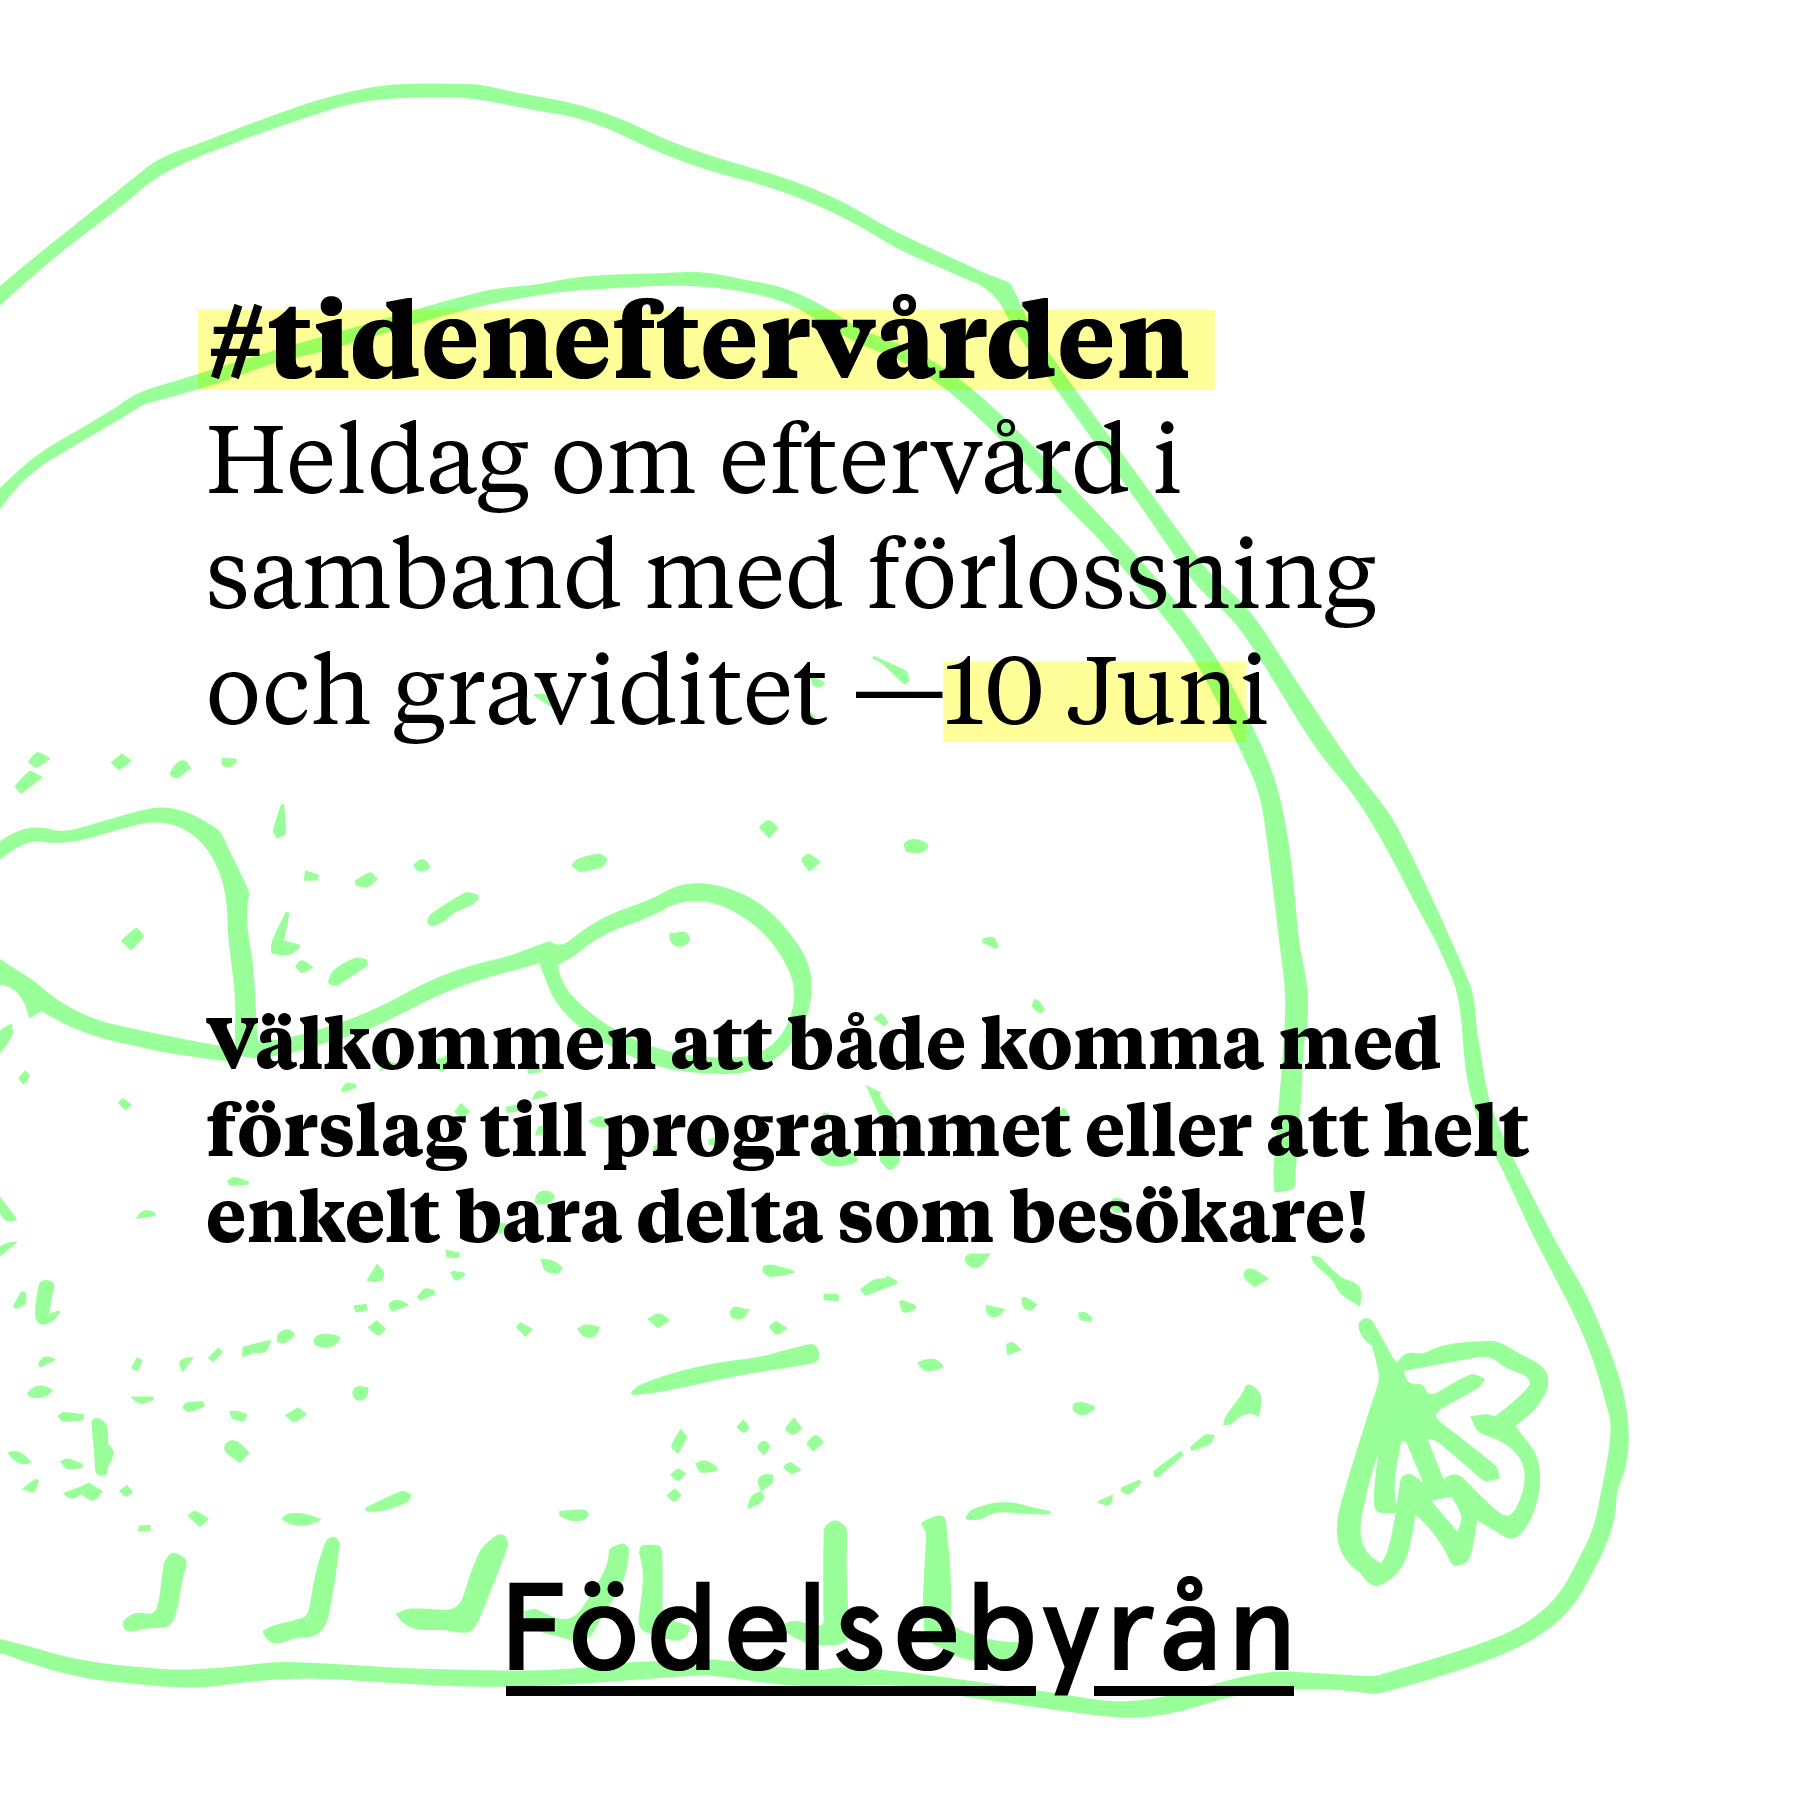 #tideneftervården
Heldag om eftervård i
samband med förlossning
och graviditet —10 Juni
Välkommen att både komma med
förslag till programmet eller att helt
enkelt bara delta som besökare!
Födelsebyrån